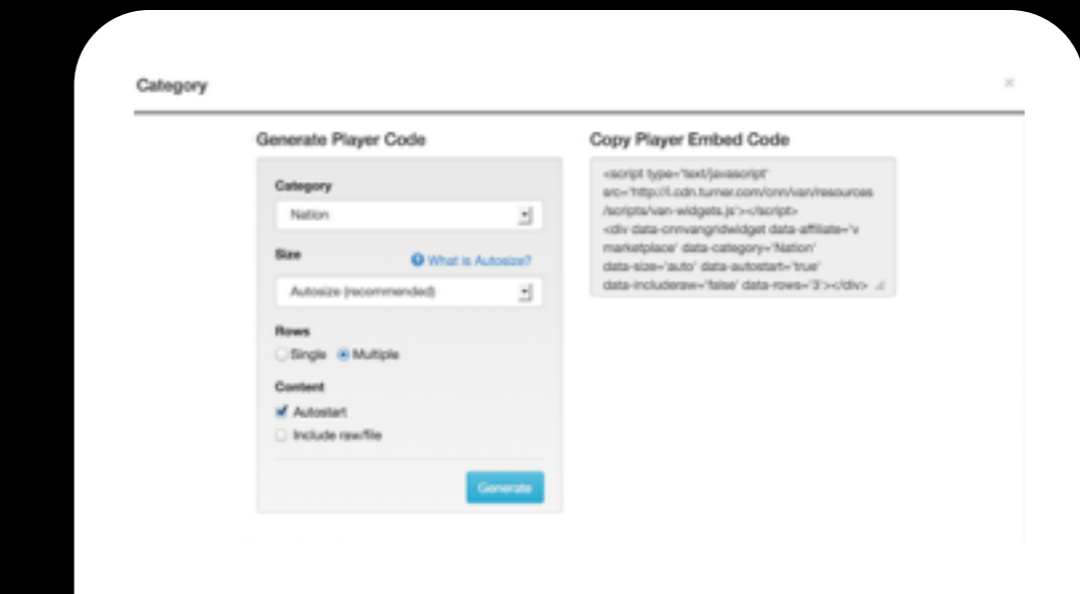 Category
×
Generate Player Code
Category
Nation
Size
What is Autosize?
Autosize (recommended)
Rows
Single Multiple
Content
Autostart
Include raw/file
Generate
Copy Player Embed Code
<script type='text/javascript'
src='http://i.cdn.turner.com/cnn/van/resources
/scripts/van-widgets.js'></script>
<div data-cnnvangridwidget data-affiliate='v
marketplace' data-category='Nation'
data-size='auto' data-autostart='true'
data-includeraw='false' data-rows='3'></div>